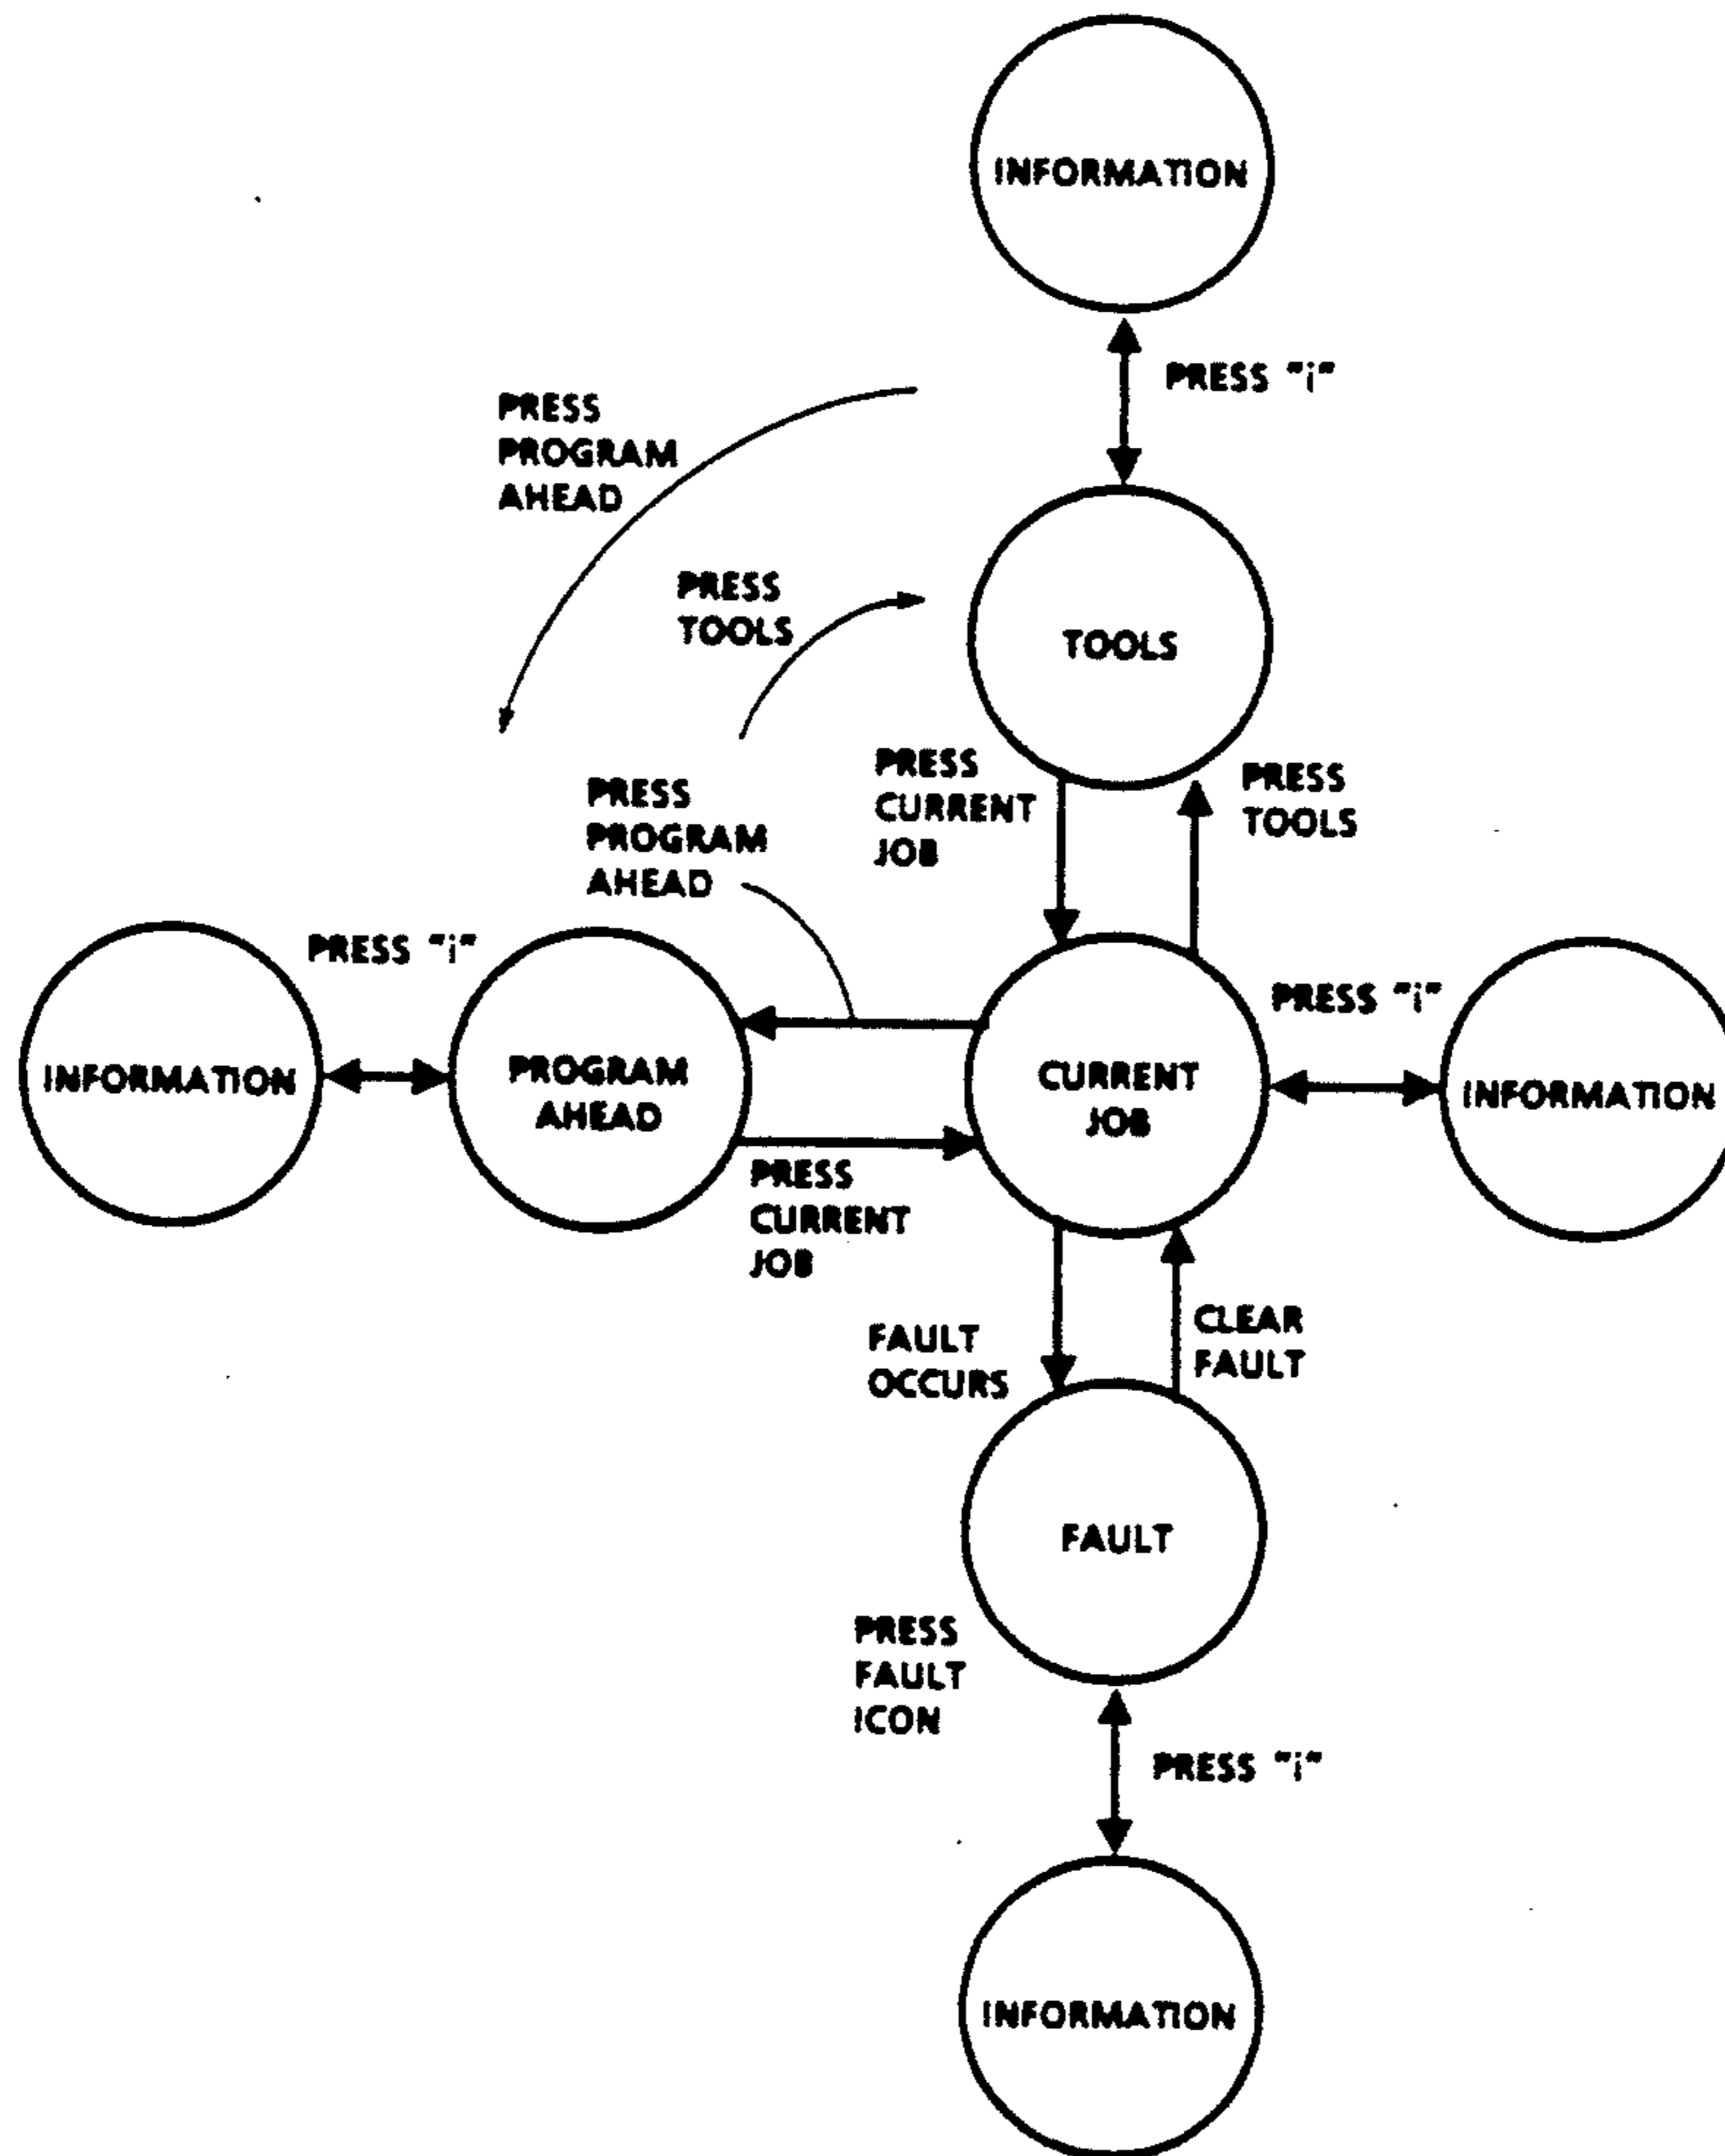 INFORMATION
PRESS "i"
PRESS
PROGRAM
AHEAD
PRESS
TOOLS
TOOLS
PRESS
CURRENT
JOB
PRESS
TOOLS
PRESS
PROGRAM
AHEAD
PRESS "i"
INFORMATION
PROGRAM
AHEAD
CURRENT
JOB
PRESS "i"
INFORMATION
PRESS
CURRENT
JOB
FAULT
OCCURS
CLEAR
FAULT
FAULT
PRESS
FAULT
ICON
PRESS "i"
INFORMATION